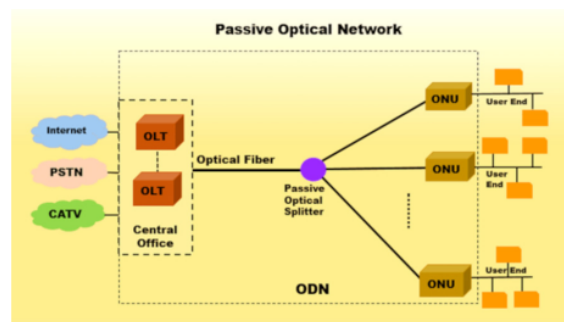 Passive Optical Network
Internet
PSTN
CATV
OLT
OLT
Central
Office
Optical Fiber
Passive
Optical
Splitter
ONU
User End
ONU
User
End
ONU
User End
ODN